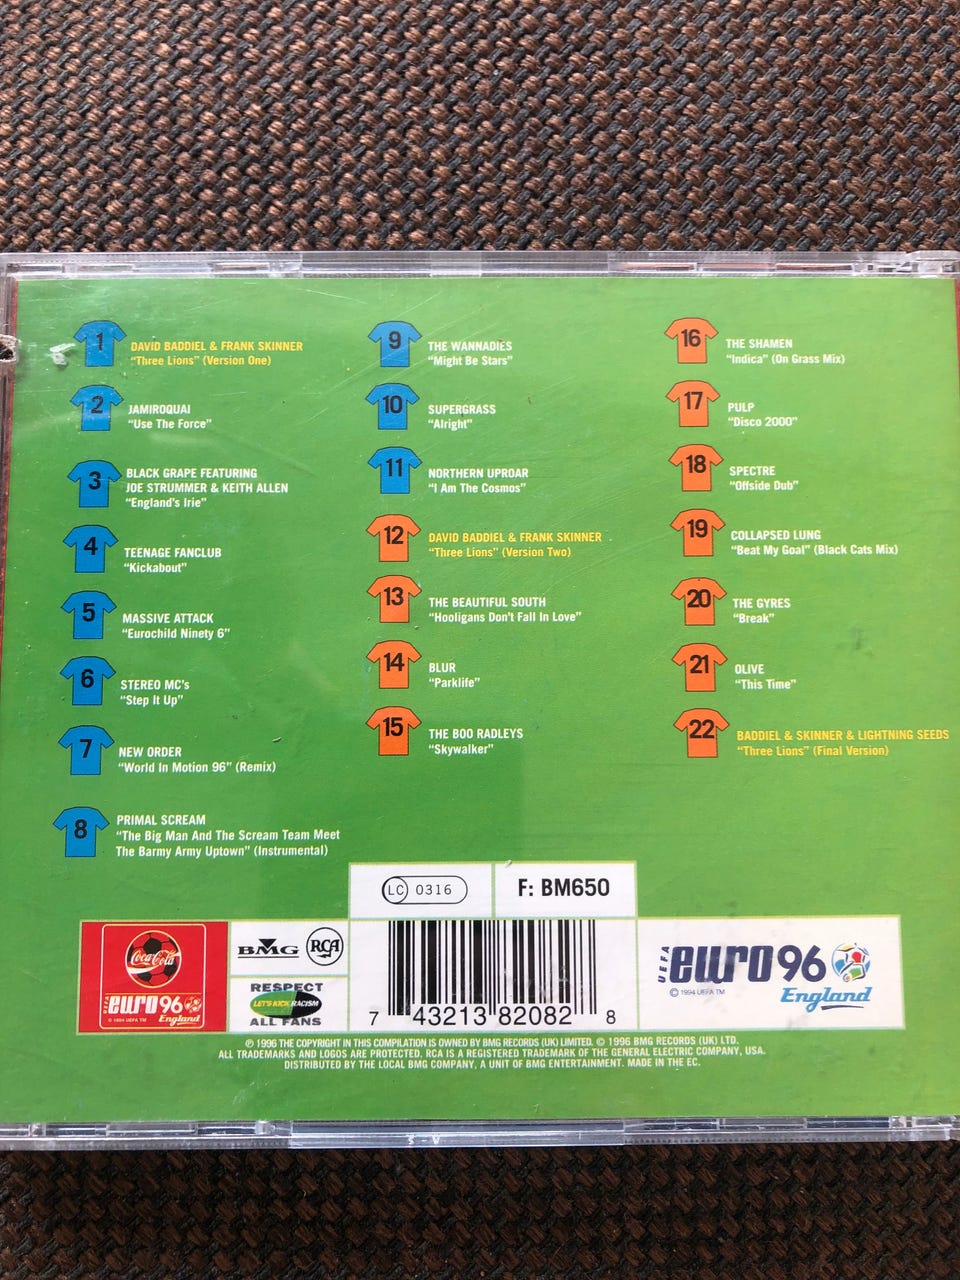 1
DAVID BADDIEL & FRANK SKINNER
“Three Lions” (Version One)
2
JAMIROQUAI
“Use The Force”
3
BLACK GRAPE FEATURING
JOE STRUMMER & KEITH ALLEN
“England's Irie”
4
TEENAGE FANCLUB
“Kickabout”
5
MASSIVE ATTACK
“Eurochild Ninety 6”
6
STEREO MC's
“Step It Up”
7
NEW ORDER
“World In Motion 96” (Remix)
8
PRIMAL SCREAM
“The Big Man And The Scream Team Meet
The Barmy Army Uptown” (Instrumental)
9
THE WANNADIES
“Might Be Stars”
10
SUPERGRASS
“Alright”
11
NORTHERN UPROAR
“I Am The Cosmos”
12
DAVID BADDIEL & FRANK SKINNER
“Three Lions” (Version Two)
13
THE BEAUTIFUL SOUTH
“Hooligans Don't Fall In Love”
14
BLUR
“Parklife”
15
THE BOO RADLEYS
“Skywalker”
16
THE SHAMEN
“Indica” (On Grass Mix)
17
PULP
“Disco 2000”
18
SPECTRE
“Offside Dub”
19
COLLAPSED LUNG
“Beat My Goal” (Black Cats Mix)
20
THE GYRES
“Break”
21
OLIVE
“This Time”
22
BADDIEL & SKINNER & LIGHTNING SEEDS
“Three Lions” (Final Version)
LC 0316
F: BM650
Coca-Cola
UEFA euro96
© 1994 UEFA TM England
BMG RCA
RESPECT
LET'S KICK RACISM
ALL FANS
7 43213 82082 8
UEFA euro96
© 1994 UEFA TM
England
℗ 1996 THE COPYRIGHT IN THIS COMPILATION IS OWNED BY BMG RECORDS (UK) LIMITED. © 1996 BMG RECORDS (UK) LTD.
ALL TRADEMARKS AND LOGOS ARE PROTECTED. RCA IS A REGISTERED TRADEMARK OF THE GENERAL ELECTRIC COMPANY, USA.
DISTRIBUTED BY THE LOCAL BMG COMPANY, A UNIT OF BMG ENTERTAINMENT. MADE IN THE EC.